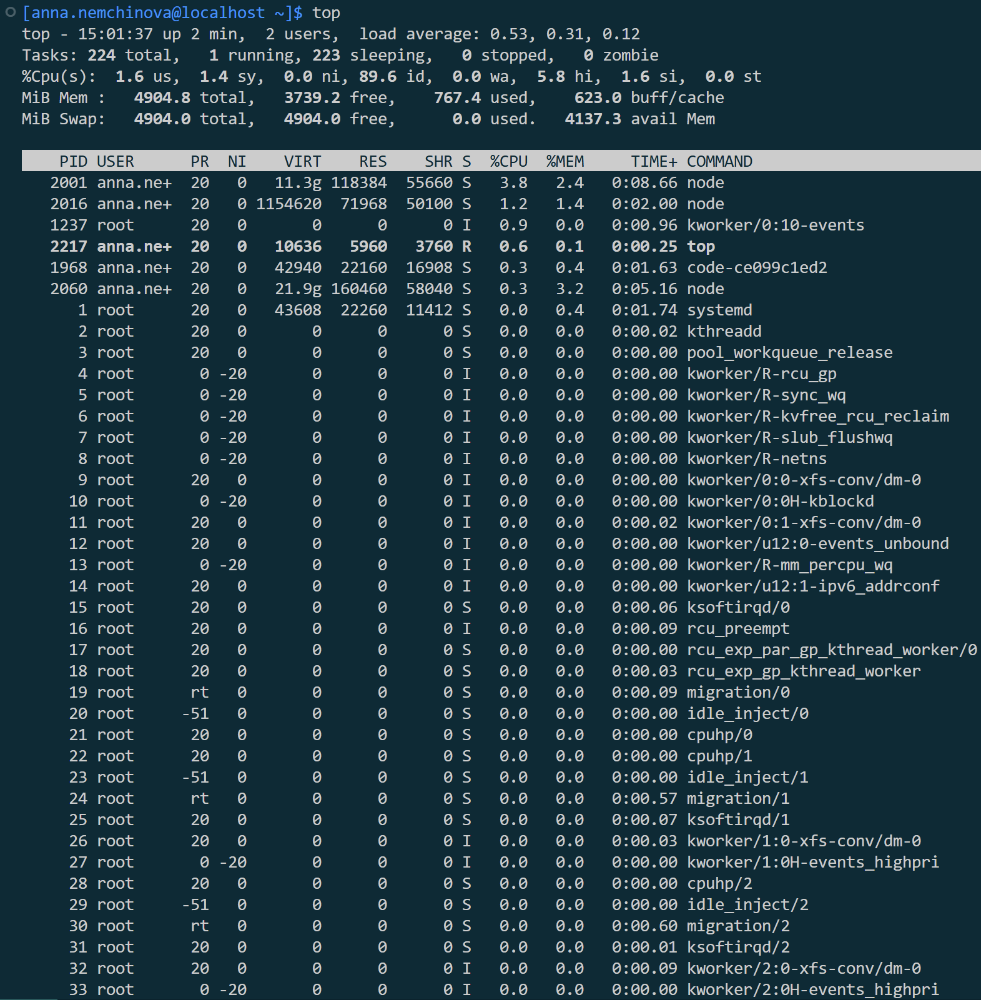 [anna.nemchinova@localhost ~]$ top
top - 15:01:37 up 2 min,  2 users,  load average: 0.53, 0.31, 0.12
Tasks: 224 total,   1 running, 223 sleeping,   0 stopped,   0 zombie
%Cpu(s):  1.6 us,  1.4 sy,  0.0 ni, 89.6 id,  0.0 wa,  5.8 hi,  1.6 si,  0.0 st
MiB Mem :   4904.8 total,   3739.2 free,    767.4 used,    623.0 buff/cache
MiB Swap:   4904.0 total,   4904.0 free,      0.0 used.   4137.3 avail Mem
    PID USER      PR  NI    VIRT    RES    SHR S  %CPU  %MEM     TIME+ COMMAND
   2001 anna.ne+  20   0   11.3g 118384  55660 S   3.8   2.4   0:08.66 node
   2016 anna.ne+  20   0 1154620  71968  50100 S   1.2   1.4   0:02.00 node
   1237 root      20   0       0      0      0 I   0.9   0.0   0:00.96 kworker/0:10-events
   2217 anna.ne+  20   0   10636   5960   3760 R   0.6   0.1   0:00.25 top
   1968 anna.ne+  20   0   42940  22160  16908 S   0.3   0.4   0:01.63 code-ce099c1ed2
   2060 anna.ne+  20   0   21.9g 160460  58040 S   0.3   3.2   0:05.16 node
      1 root      20   0   43608  22260  11412 S   0.0   0.4   0:01.74 systemd
      2 root      20   0       0      0      0 S   0.0   0.0   0:00.02 kthreadd
      3 root      20   0       0      0      0 S   0.0   0.0   0:00.00 pool_workqueue_release
      4 root       0 -20       0      0      0 I   0.0   0.0   0:00.00 kworker/R-rcu_gp
      5 root       0 -20       0      0      0 I   0.0   0.0   0:00.00 kworker/R-sync_wq
      6 root       0 -20       0      0      0 I   0.0   0.0   0:00.00 kworker/R-kvfree_rcu_reclaim
      7 root       0 -20       0      0      0 I   0.0   0.0   0:00.00 kworker/R-slub_flushwq
      8 root       0 -20       0      0      0 I   0.0   0.0   0:00.00 kworker/R-netns
      9 root      20   0       0      0      0 I   0.0   0.0   0:00.00 kworker/0:0-xfs-conv/dm-0
     10 root       0 -20       0      0      0 I   0.0   0.0   0:00.00 kworker/0:0H-kblockd
     11 root      20   0       0      0      0 I   0.0   0.0   0:00.02 kworker/0:1-xfs-conv/dm-0
     12 root      20   0       0      0      0 I   0.0   0.0   0:00.00 kworker/u12:0-events_unbound
     13 root       0 -20       0      0      0 I   0.0   0.0   0:00.00 kworker/R-mm_percpu_wq
     14 root      20   0       0      0      0 I   0.0   0.0   0:00.00 kworker/u12:1-ipv6_addrconf
     15 root      20   0       0      0      0 S   0.0   0.0   0:00.06 ksoftirqd/0
     16 root      20   0       0      0      0 I   0.0   0.0   0:00.09 rcu_preempt
     17 root      20   0       0      0      0 S   0.0   0.0   0:00.00 rcu_exp_par_gp_kthread_worker/0
     18 root      20   0       0      0      0 S   0.0   0.0   0:00.03 rcu_exp_gp_kthread_worker
     19 root      rt   0       0      0      0 S   0.0   0.0   0:00.09 migration/0
     20 root     -51   0       0      0      0 S   0.0   0.0   0:00.00 idle_inject/0
     21 root      20   0       0      0      0 S   0.0   0.0   0:00.00 cpuhp/0
     22 root      20   0       0      0      0 S   0.0   0.0   0:00.00 cpuhp/1
     23 root     -51   0       0      0      0 S   0.0   0.0   0:00.00 idle_inject/1
     24 root      rt   0       0      0      0 S   0.0   0.0   0:00.57 migration/1
     25 root      20   0       0      0      0 S   0.0   0.0   0:00.07 ksoftirqd/1
     26 root      20   0       0      0      0 I   0.0   0.0   0:00.03 kworker/1:0-xfs-conv/dm-0
     27 root       0 -20       0      0      0 I   0.0   0.0   0:00.00 kworker/1:0H-events_highpri
     28 root      20   0       0      0      0 S   0.0   0.0   0:00.00 cpuhp/2
     29 root     -51   0       0      0      0 S   0.0   0.0   0:00.00 idle_inject/2
     30 root      rt   0       0      0      0 S   0.0   0.0   0:00.60 migration/2
     31 root      20   0       0      0      0 S   0.0   0.0   0:00.01 ksoftirqd/2
     32 root      20   0       0      0      0 I   0.0   0.0   0:00.09 kworker/2:0-xfs-conv/dm-0
     33 root       0 -20       0      0      0 I   0.0   0.0   0:00.00 kworker/2:0H-events_highpri